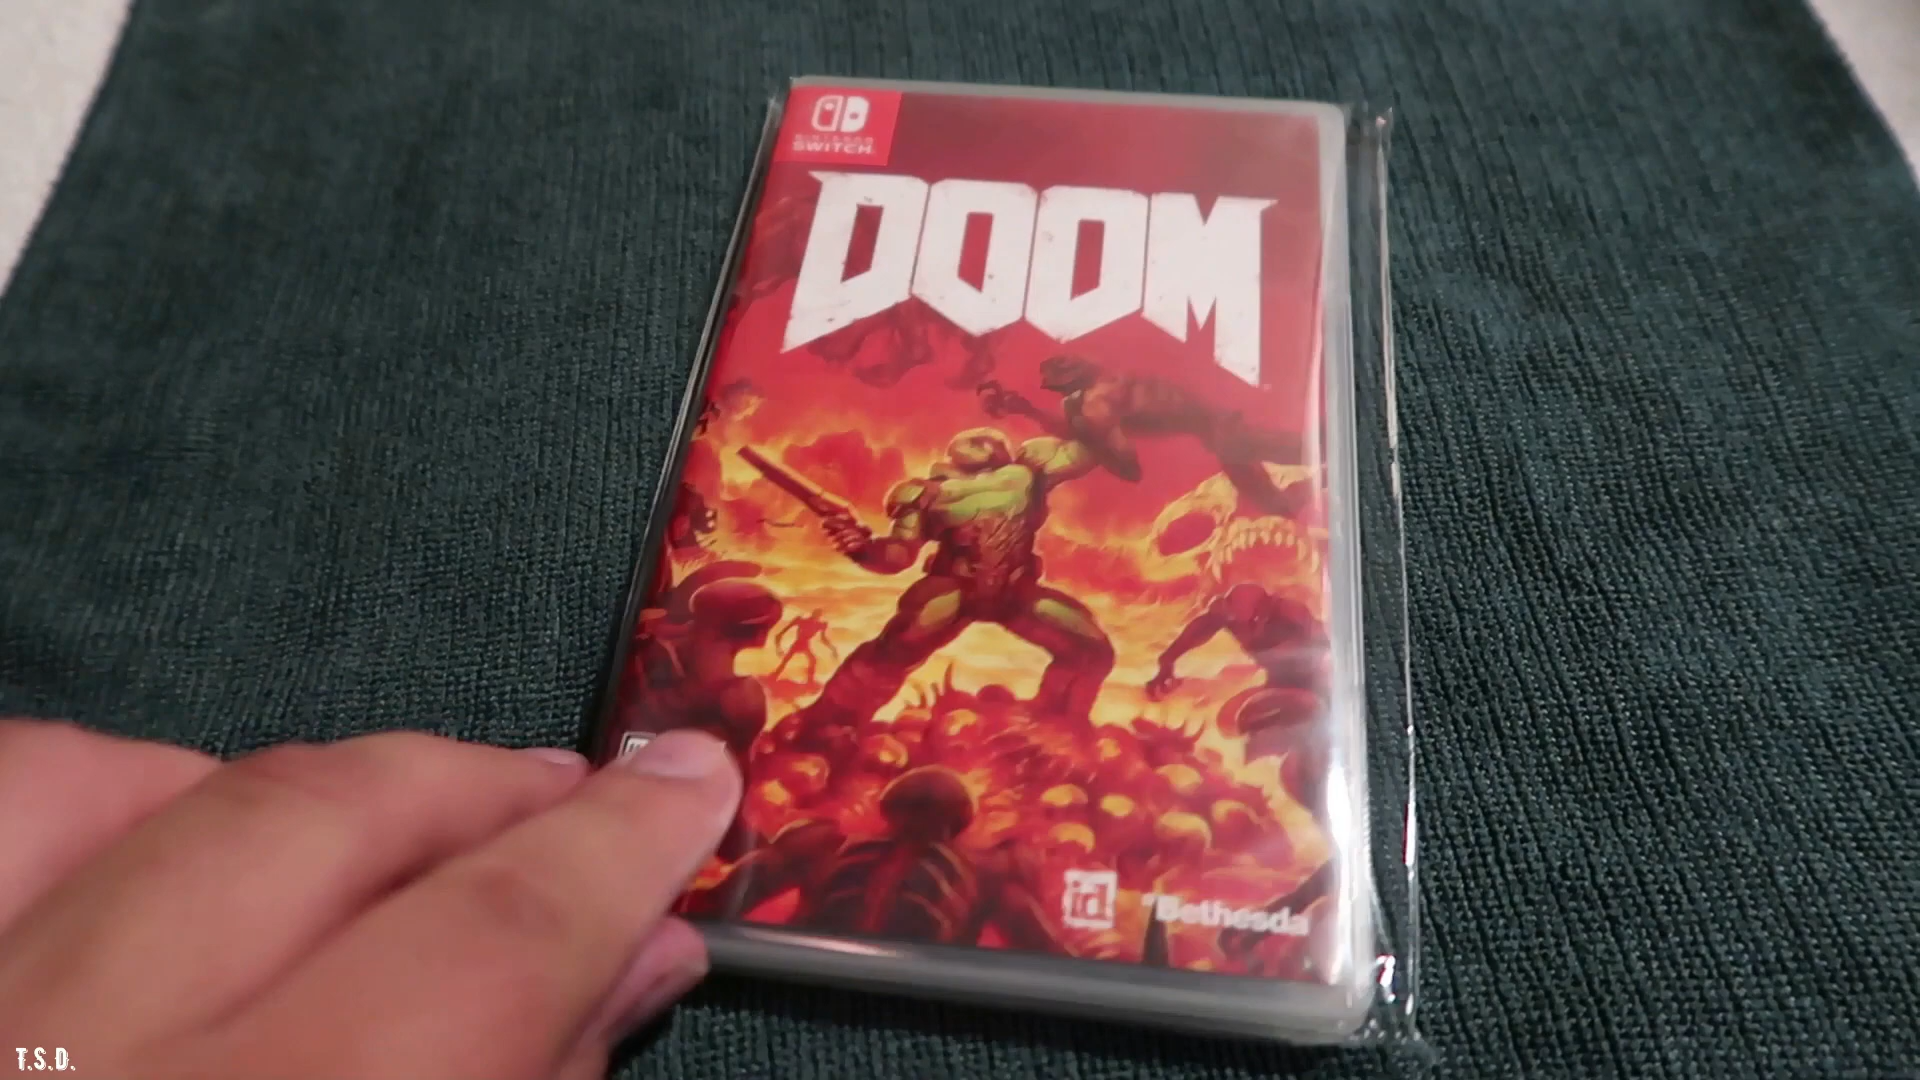 NINTENDO
SWITCH
DOOM
id
Bethesda
T.S.D.